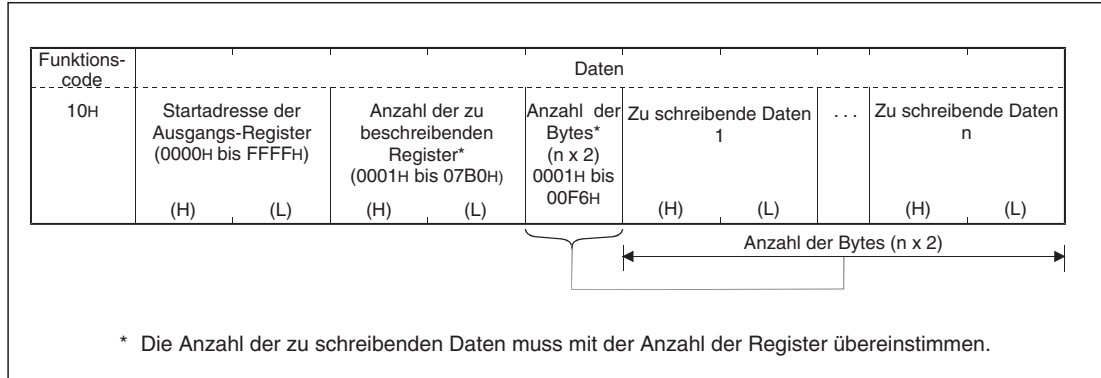 Funktions-
code
Daten
10H
Startadresse der
Ausgangs-Register
(0000H bis FFFFH)
(H) (L)
Anzahl der zu
beschreibenden
Register*
(0001H bis 07B0H)
(H) (L)
Anzahl der
Bytes*
(n x 2)
0001H bis
00F6H
Zu schreibende Daten
1
(H) (L)
. . .
Zu schreibende Daten
n
(H) (L)
Anzahl der Bytes (n x 2)
* Die Anzahl der zu schreibenden Daten muss mit der Anzahl der Register übereinstimmen.